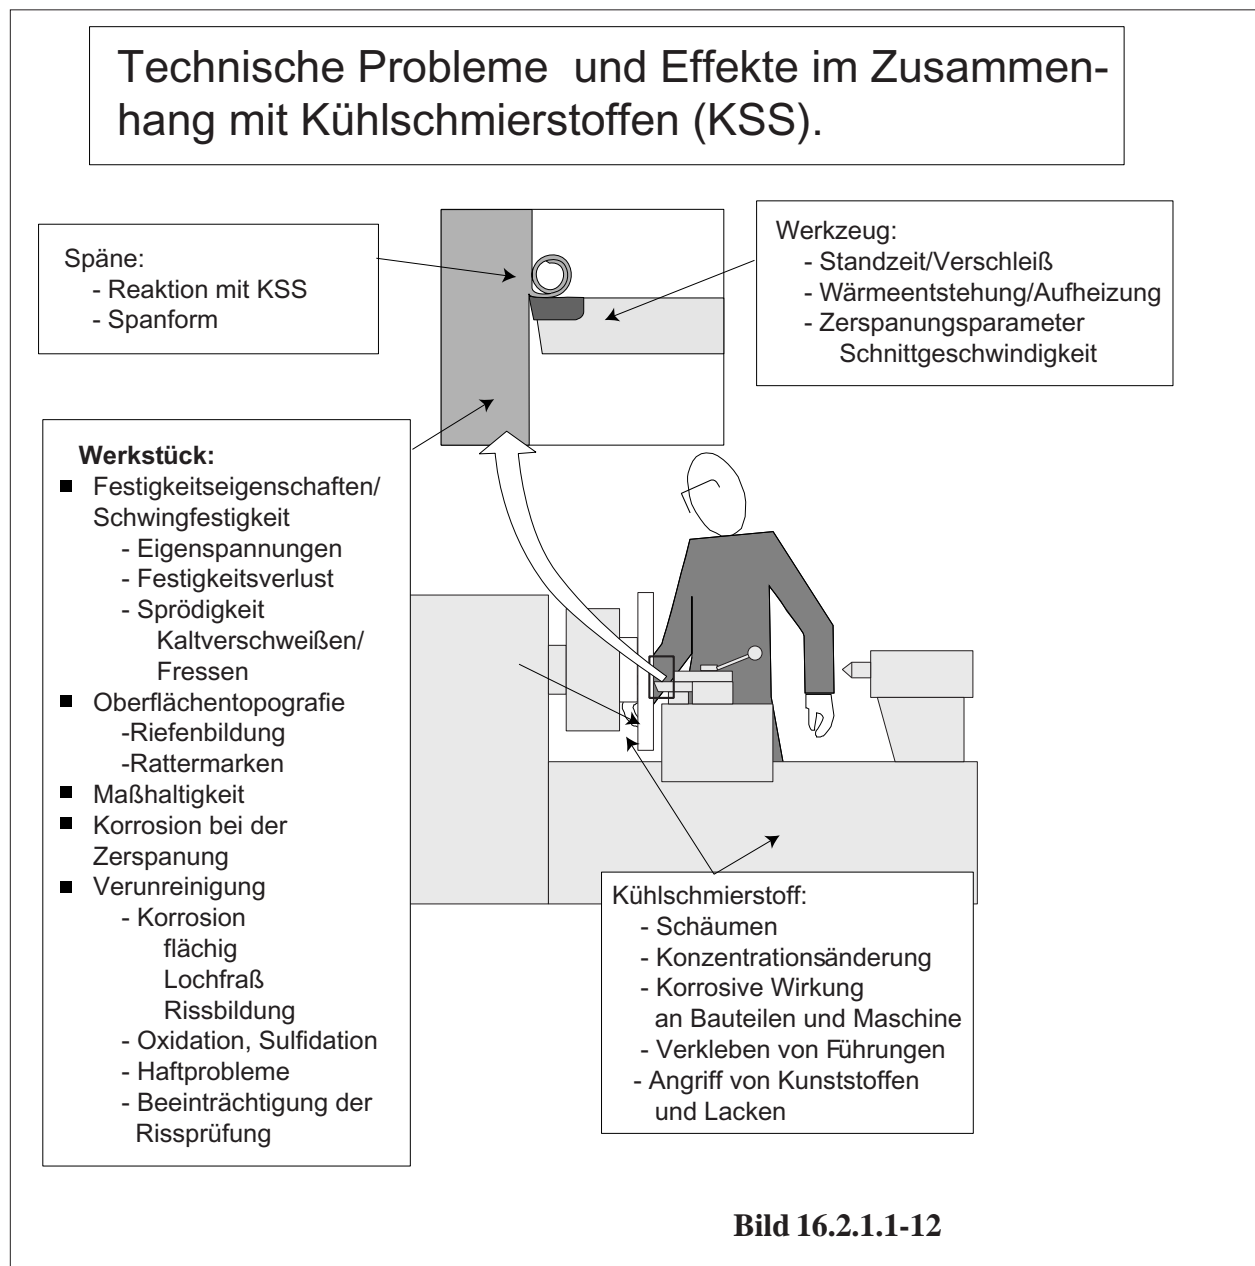 Technische Probleme und Effekte im Zusammen-
hang mit Kühlschmierstoffen (KSS).
Späne:
- Reaktion mit KSS
- Spanform
Werkzeug:
- Standzeit/Verschleiß
- Wärmeentstehung/Aufheizung
- Zerspanungsparameter
Schnittgeschwindigkeit
Werkstück:
■ Festigkeitseigenschaften/
Schwingfestigkeit
- Eigenspannungen
- Festigkeitsverlust
- Sprödigkeit
Kaltverschweißen/
Fressen
■ Oberflächentopografie
-Riefenbildung
-Rattermarken
■ Maßhaltigkeit
■ Korrosion bei der
Zerspanung
■ Verunreinigung
- Korrosion
flächig
Lochfraß
Rissbildung
- Oxidation, Sulfidation
- Haftprobleme
- Beeinträchtigung der
Rissprüfung
Kühlschmierstoff:
- Schäumen
- Konzentrationsänderung
- Korrosive Wirkung
an Bauteilen und Maschine
- Verkleben von Führungen
- Angriff von Kunststoffen
und Lacken
Bild 16.2.1.1-12